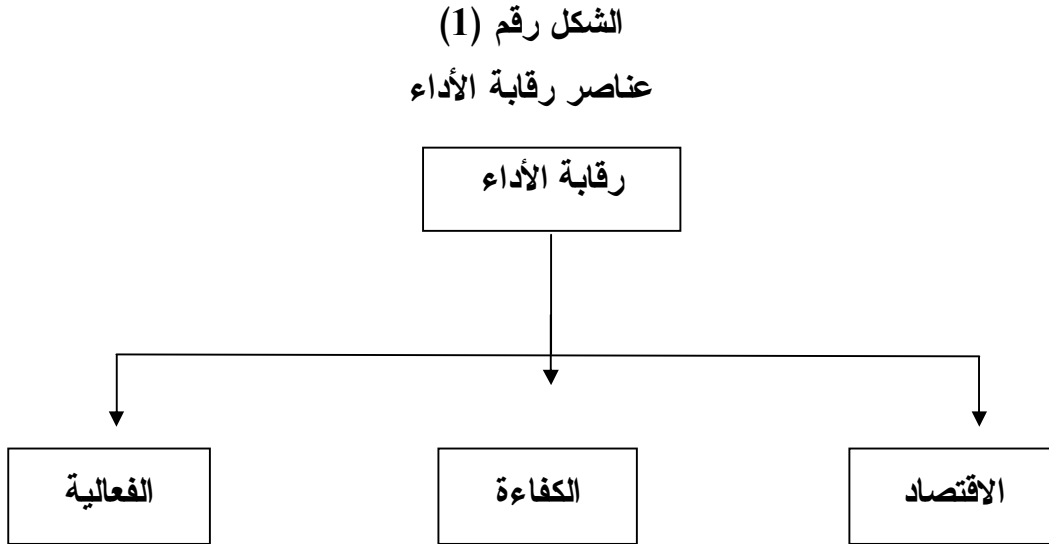 الشكل رقم (1)
عناصر رقابة الأداء
رقابة الأداء
الاقتصاد
الكفاءة
الفعالية